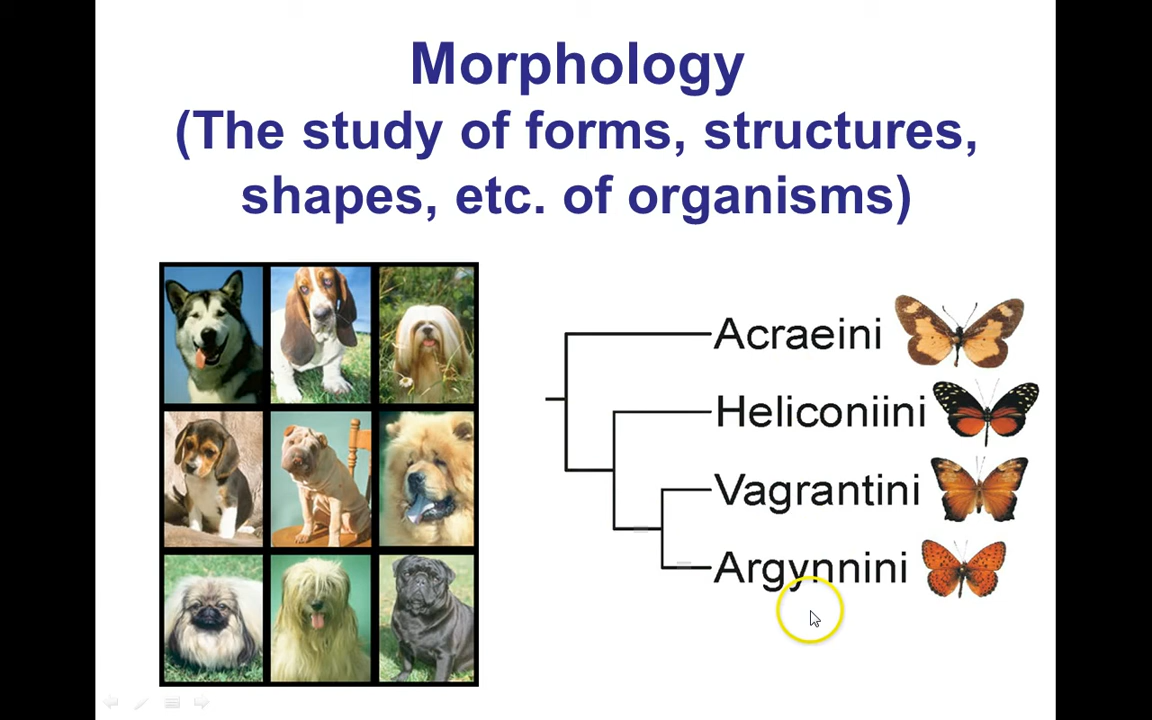 Morphology
(The study of forms, structures,
shapes, etc. of organisms)
Acraeini
Heliconiini
Vagrantini
Argynnini